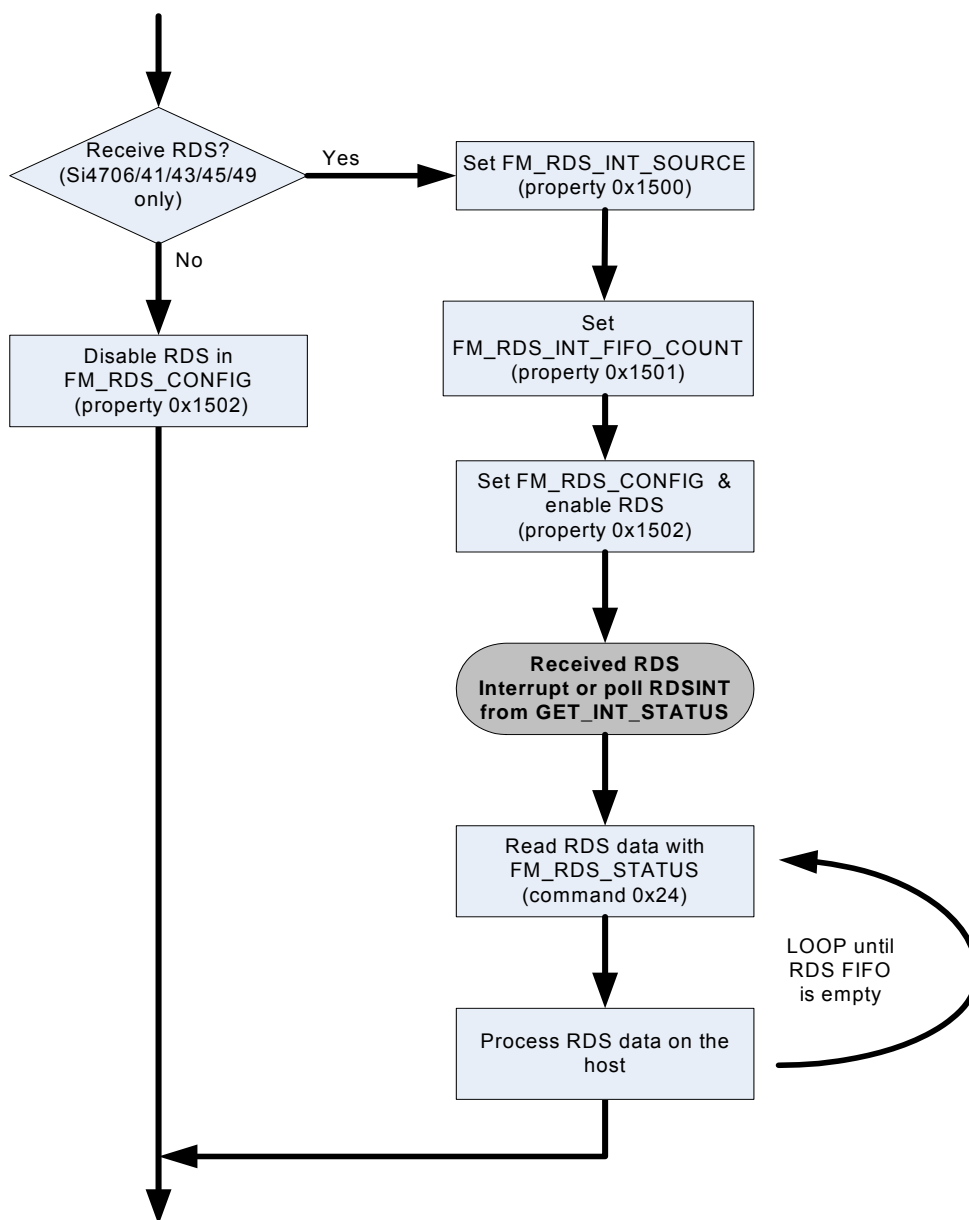 Receive RDS?
(Si4706/41/43/45/49
only)
Yes
No
Set FM_RDS_INT_SOURCE
(property 0x1500)
Set
FM_RDS_INT_FIFO_COUNT
(property 0x1501)
Disable RDS in
FM_RDS_CONFIG
(property 0x1502)
Set FM_RDS_CONFIG &
enable RDS
(property 0x1502)
Received RDS
Interrupt or poll RDSINT
from GET_INT_STATUS
Read RDS data with
FM_RDS_STATUS
(command 0x24)
LOOP until
RDS FIFO
is empty
Process RDS data on the
host